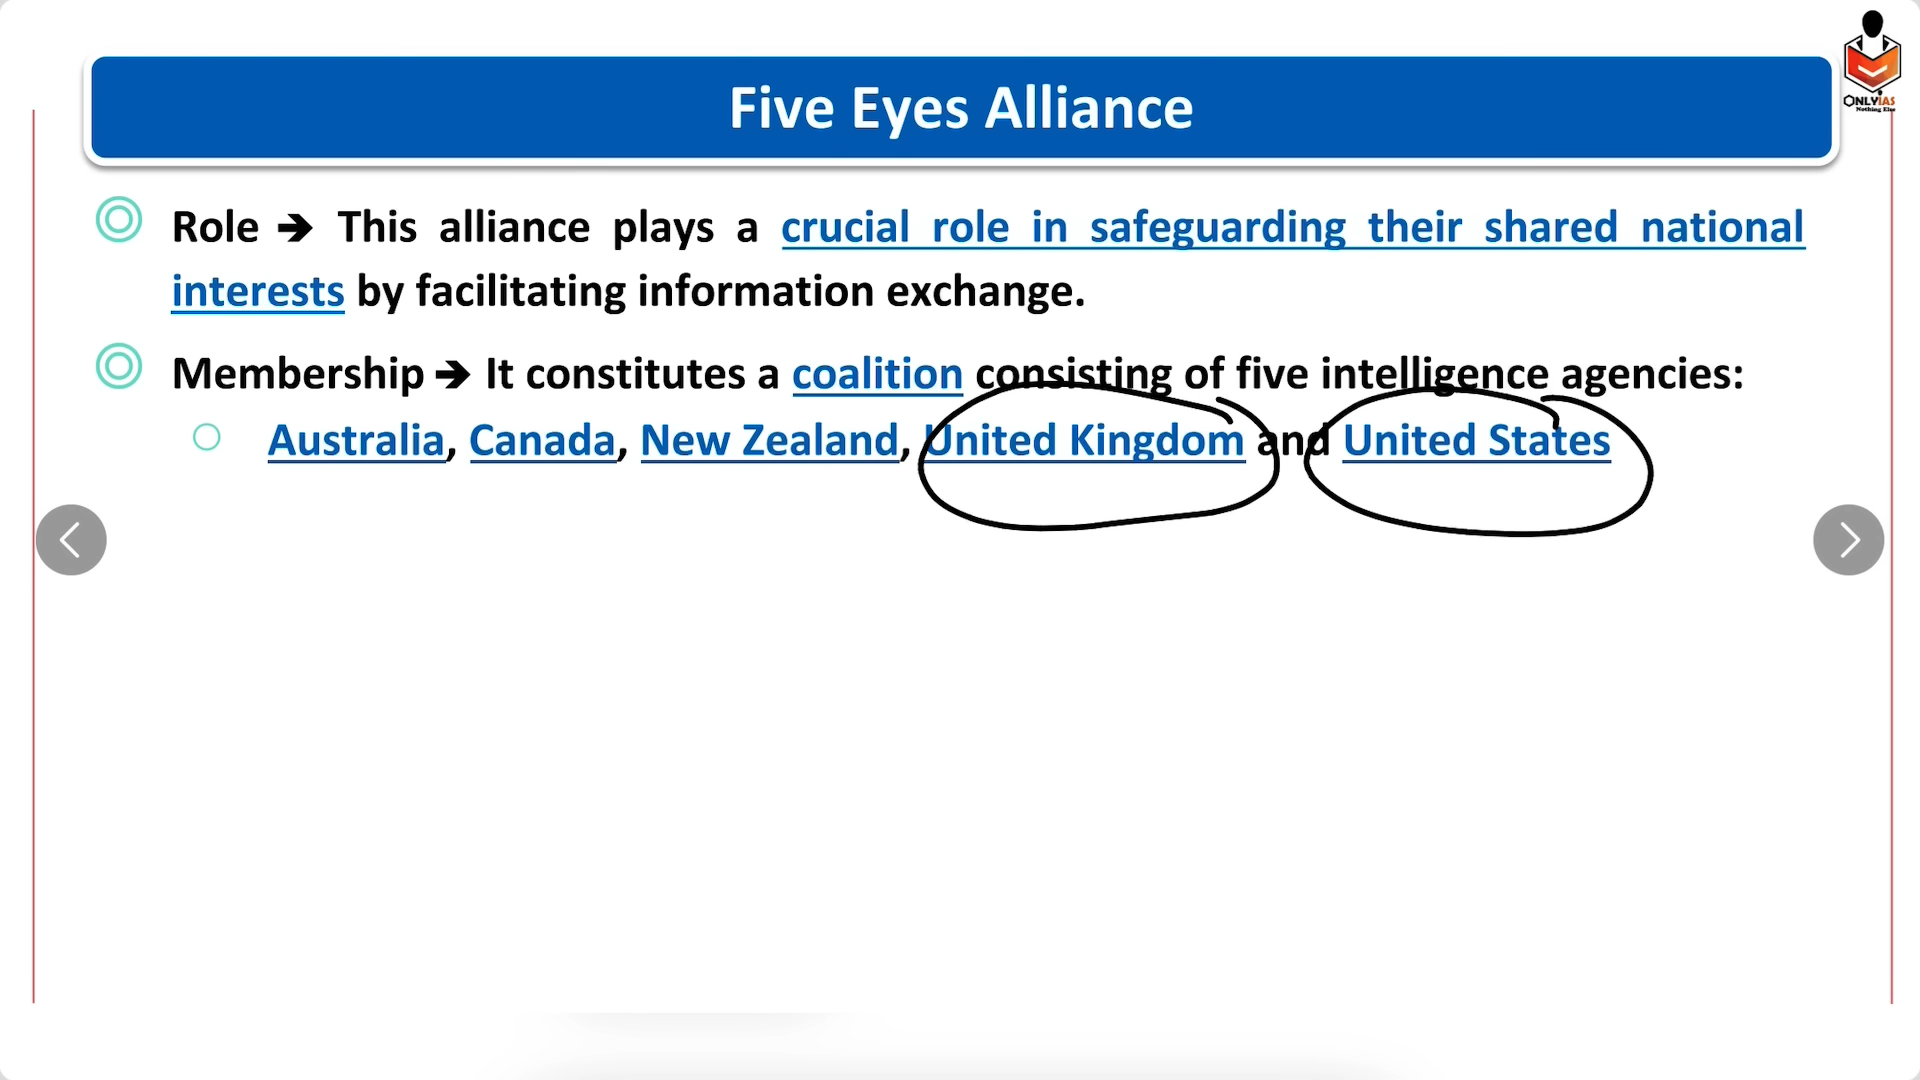 Five Eyes Alliance
ONLYIAS
Nothing Else
Role ➔ This alliance plays a crucial role in safeguarding their shared national
interests by facilitating information exchange.
Membership ➔ It constitutes a coalition consisting of five intelligence agencies:
Australia, Canada, New Zealand, United Kingdom and United States